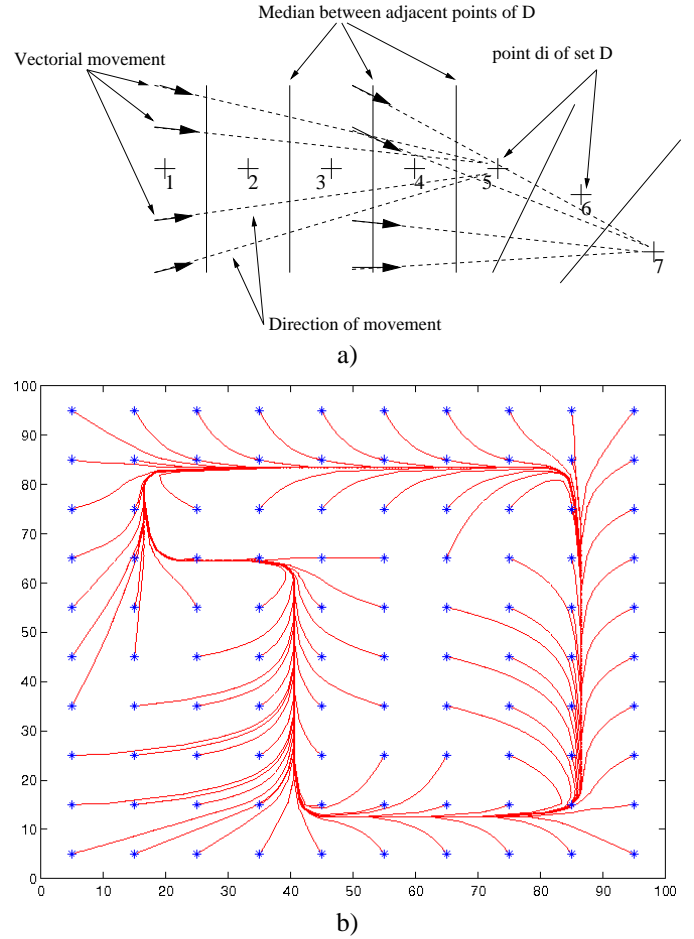 Median between adjacent points of D
Vectorial movement
point di of set D
1 2 3 4 5
6
7
Direction of movement
a)
100
90
80
70
60
50
40
30
20
10
0
0 10 20 30 40 50 60 70 80 90 100
b)